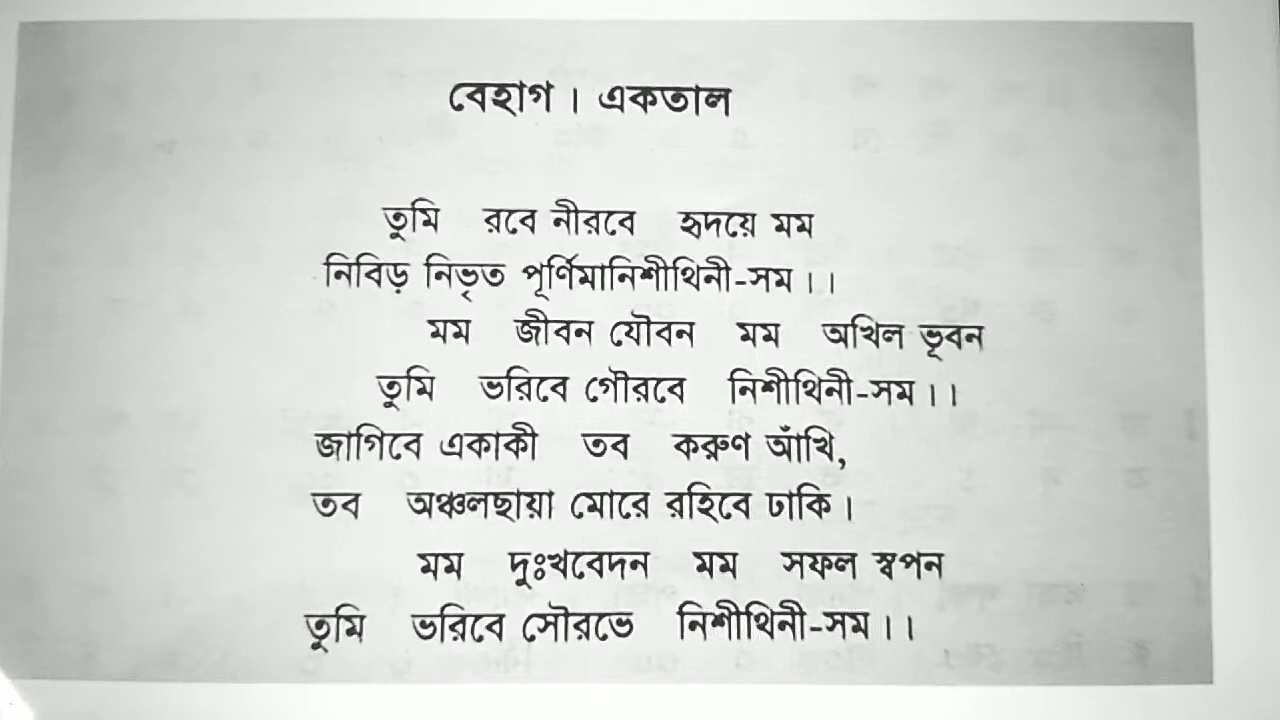 বেহাগ । একতাল
তুমি রবে নীরবে হৃদয়ে মম
নিবিড় নিভৃত পূর্ণিমানিশীথিনী-সম ।।
মম জীবন যৌবন মম অখিল ভূবন
তুমি ভরিবে গৌরবে নিশীথিনী-সম ।।
জাগিবে একাকী তব করুণ আঁখি,
তব অঞ্চলছায়া মোরে রহিবে ঢাকি ।
মম দুঃখবেদন মম সফল স্বপন
তুমি ভরিবে সৌরভে নিশীথিনী-সম ।।